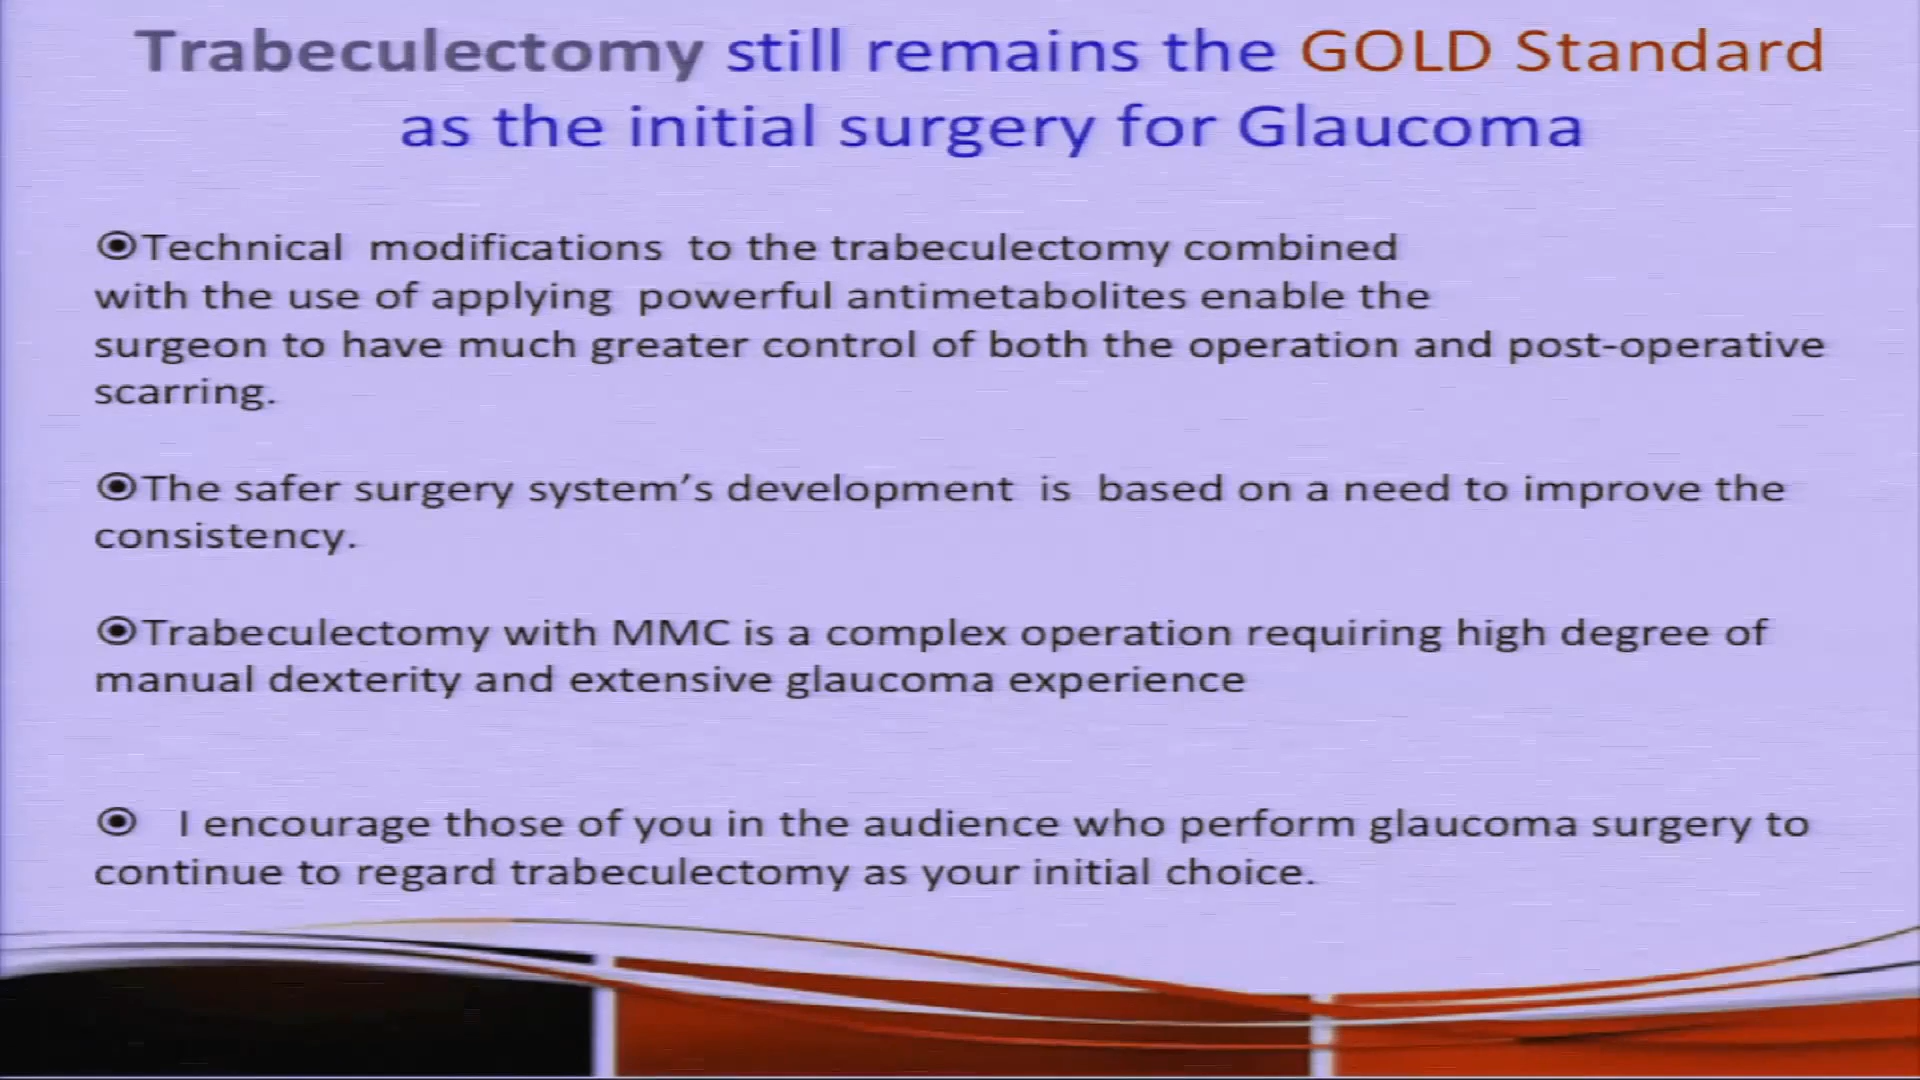 Trabeculectomy still remains the GOLD Standard
as the initial surgery for Glaucoma
Technical modifications to the trabeculectomy combined
with the use of applying powerful antimetabolites enable the
surgeon to have much greater control of both the operation and post-operative
scarring.
The safer surgery system’s development is based on a need to improve the
consistency.
Trabeculectomy with MMC is a complex operation requiring high degree of
manual dexterity and extensive glaucoma experience
I encourage those of you in the audience who perform glaucoma surgery to
continue to regard trabeculectomy as your initial choice.